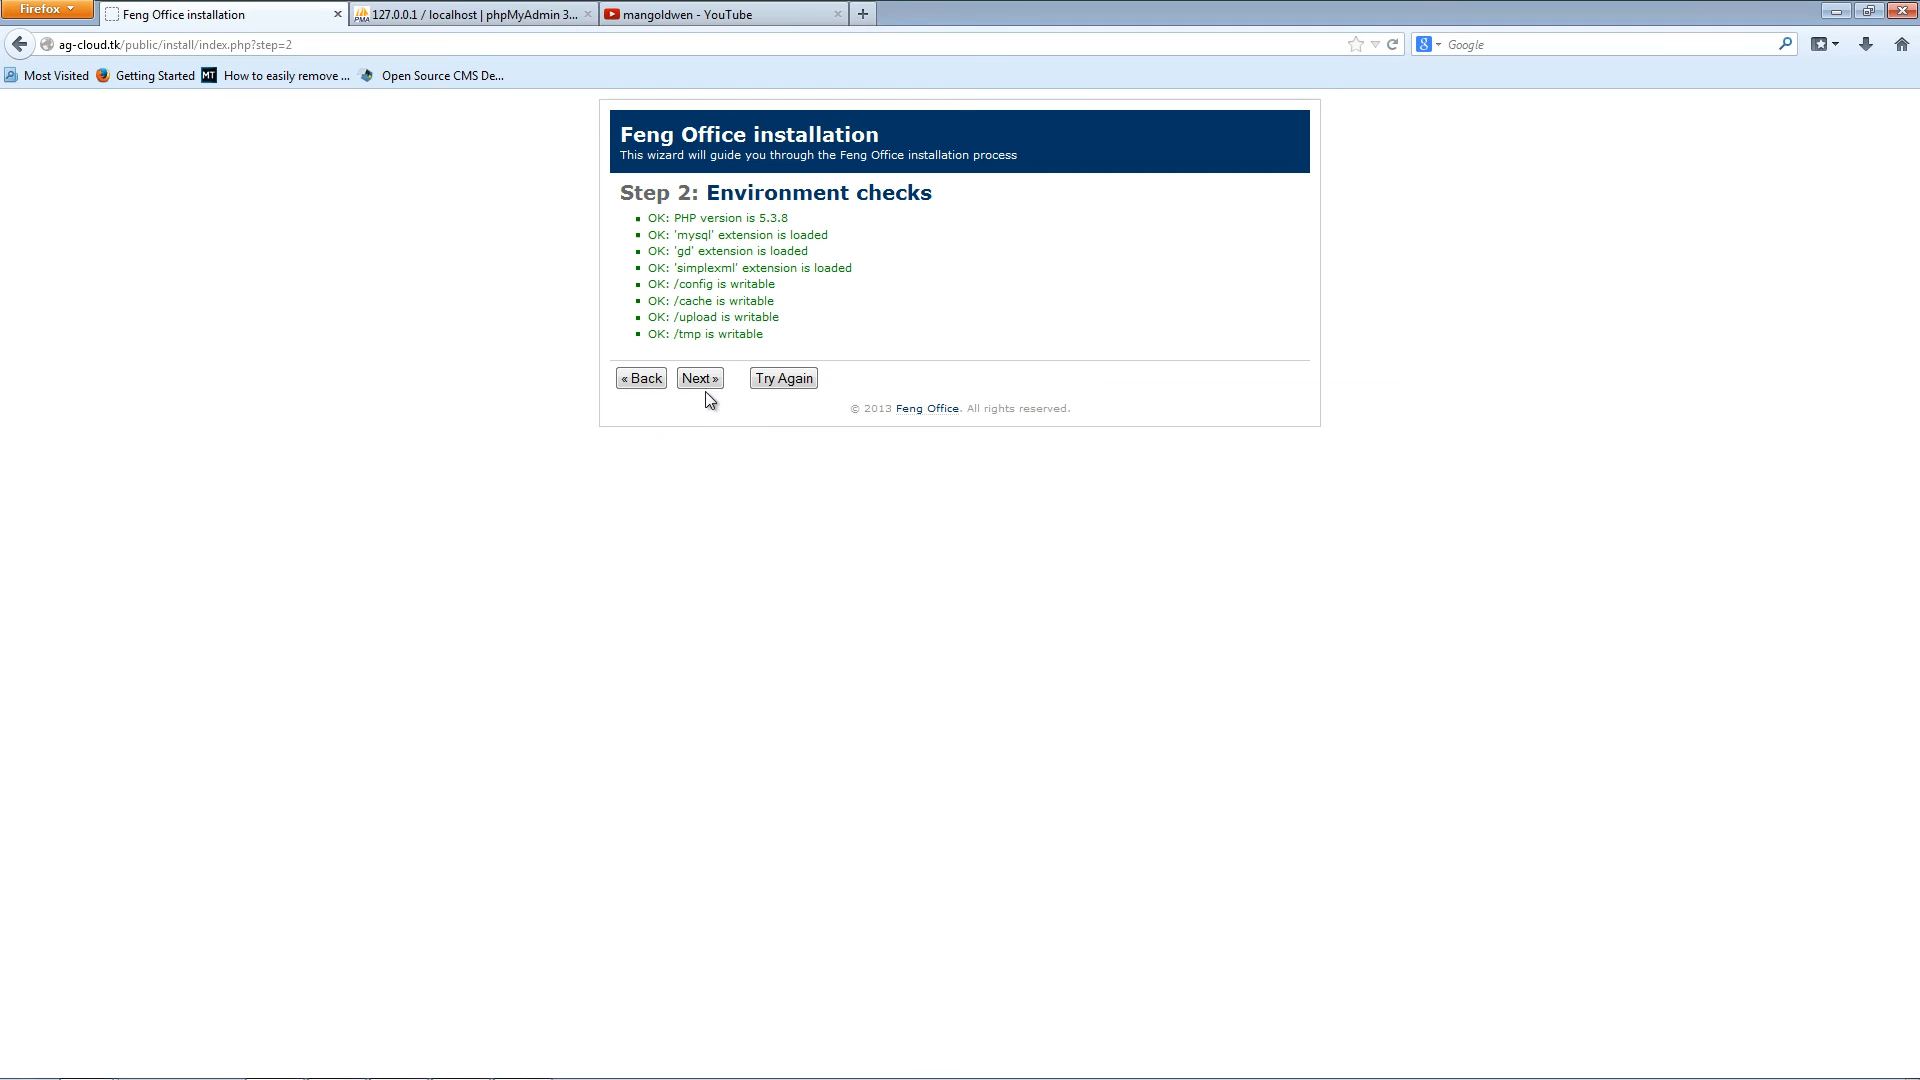 Firefox
Feng Office installation
127.0.0.1 / localhost | phpMyAdmin 3...
mangoldwen - YouTube
ag-cloud.tk/public/install/index.php?step=2
Google
Most Visited
Getting Started
MT
How to easily remove ...
Open Source CMS De...
Feng Office installation
This wizard will guide you through the Feng Office installation process
Step 2: Environment checks
OK: PHP version is 5.3.8
OK: 'mysql' extension is loaded
OK: 'gd' extension is loaded
OK: 'simplexml' extension is loaded
OK: /config is writable
OK: /cache is writable
OK: /upload is writable
OK: /tmp is writable
« Back
Next »
Try Again
© 2013 Feng Office. All rights reserved.